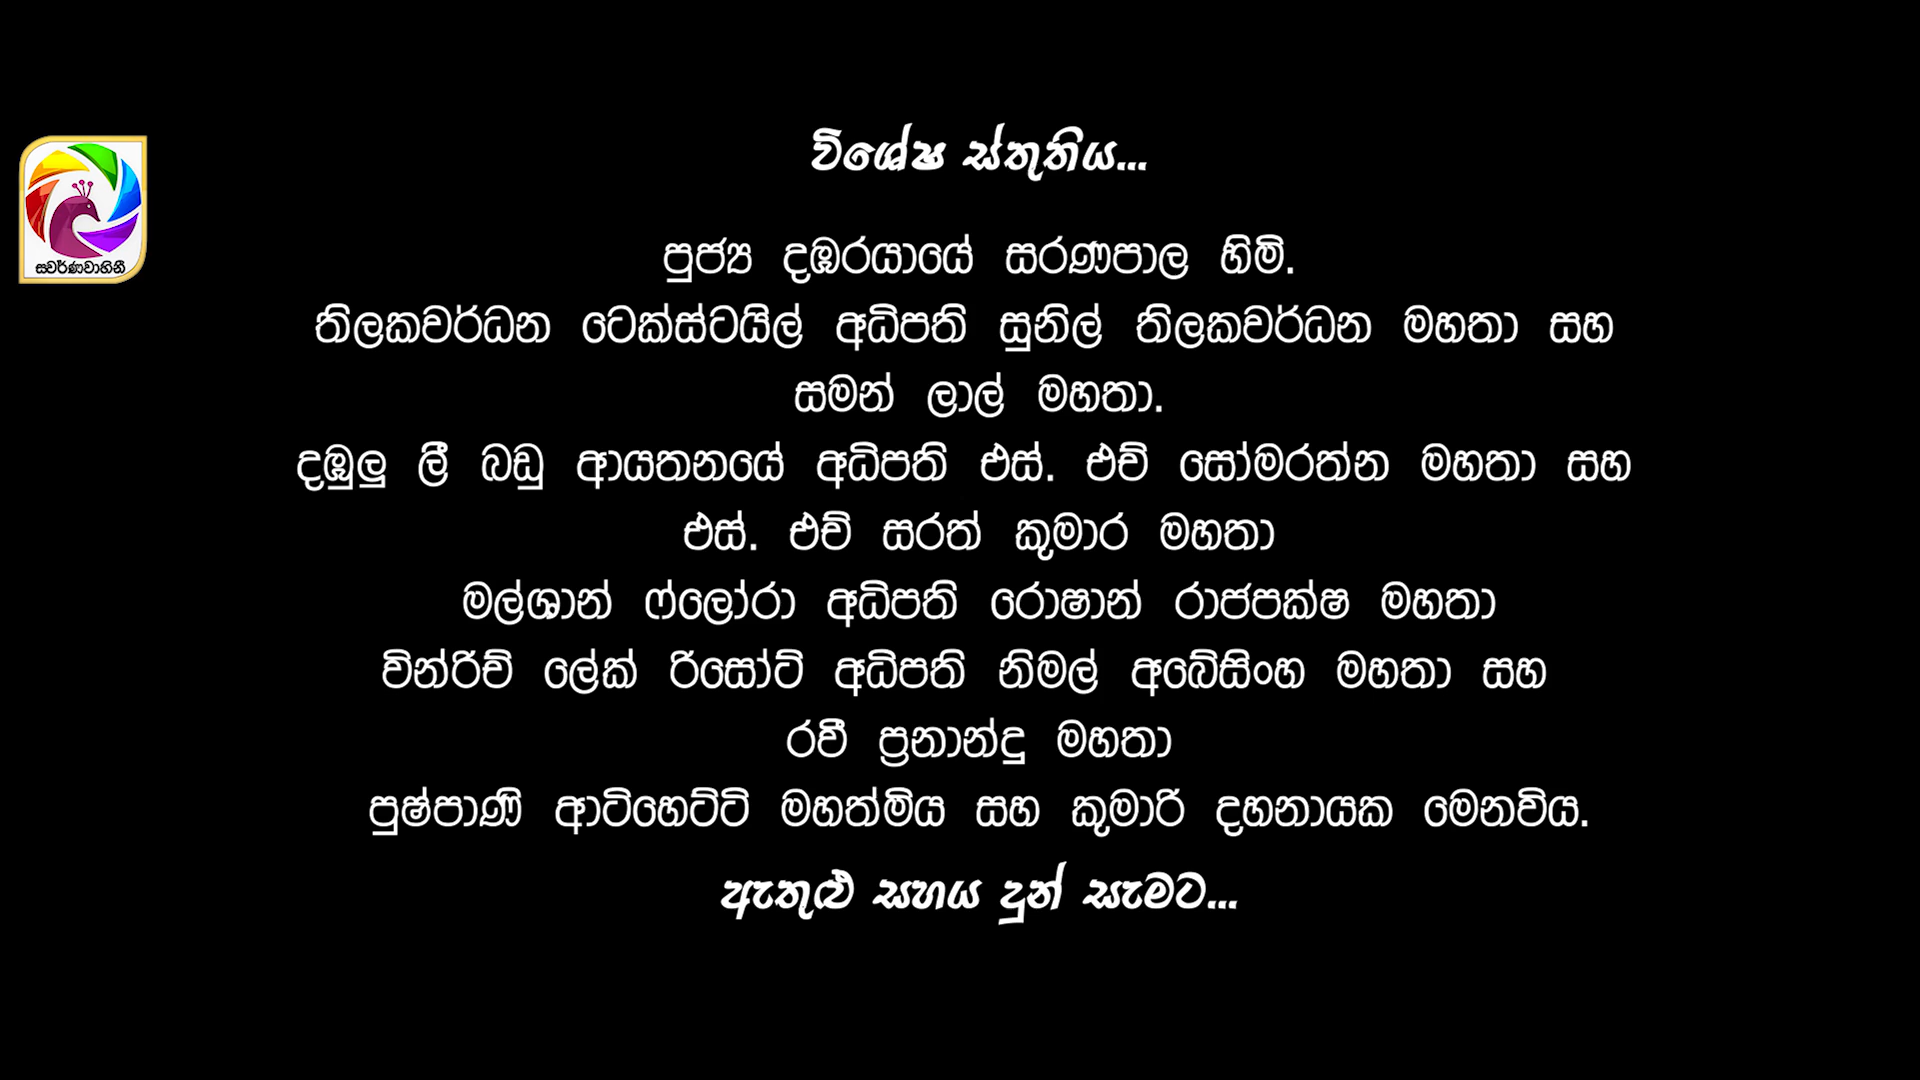 විශේෂ ස්තූතිය...
ස්වර්ණවාහිනී
පුජ්‍ය දඹරයායේ සරණපාල හිමි.
තිලකවර්ධන ටෙක්ස්ටයිල් අධිපති සුනිල් තිලකවර්ධන මහතා සහ
සමන් ලාල් මහතා.
දඹුලු ලී බඩු ආයතනයේ අධිපති එස්. එච් සෝමරත්න මහතා සහ
එස්. එච් සරත් කුමාර මහතා
මල්ශාන් ෆ්ලෝරා අධිපති රොෂාන් රාජපක්ෂ මහතා
වින්රිච් ලේක් රිසෝට් අධිපති නිමල් අබේසිංහ මහතා සහ
රවී ප්‍රනාන්දු මහතා
පුෂ්පාණි ආටිහෙට්ටි මහත්මිය සහ කුමාරි දහනායක මෙනවිය.
ඇතුළු සහය දුන් සැමට...